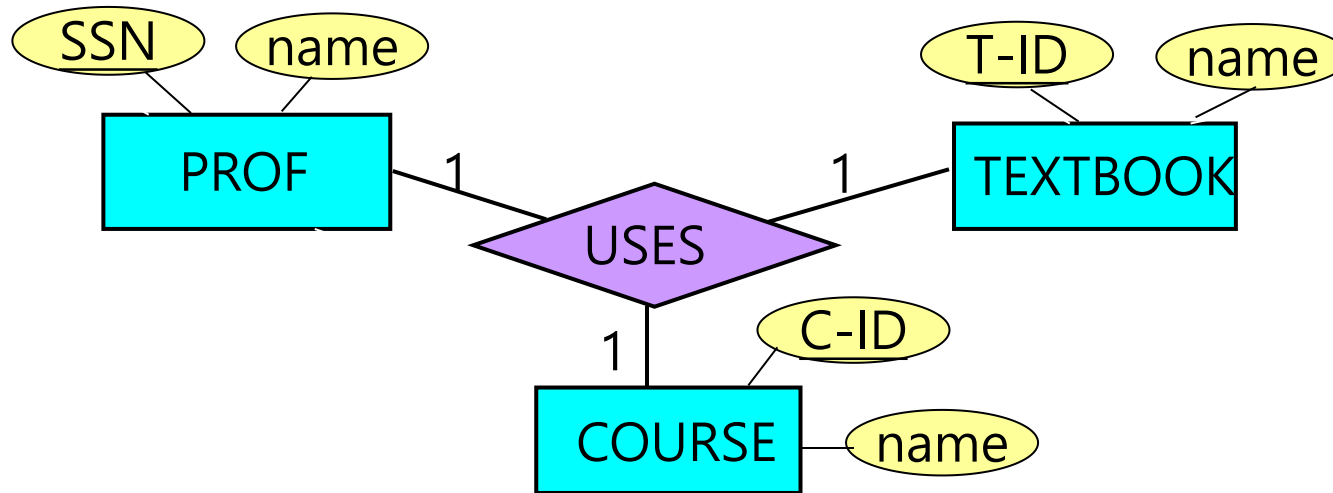 SSN
name
T-ID
name
PROF
1
1
TEXTBOOK
USES
C-ID
1
COURSE
name